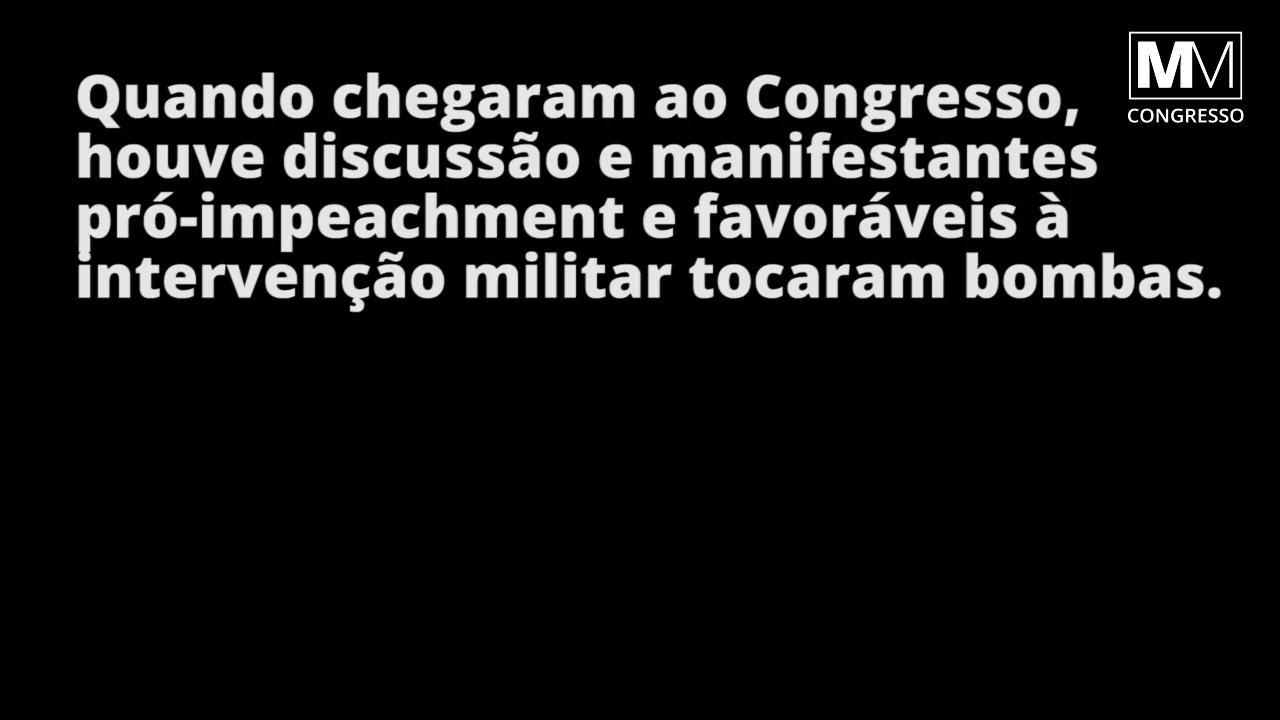 Quando chegaram ao Congresso,
houve discussão e manifestantes
pró-impeachment e favoráveis à
intervenção militar tocaram bombas.
MM
CONGRESSO